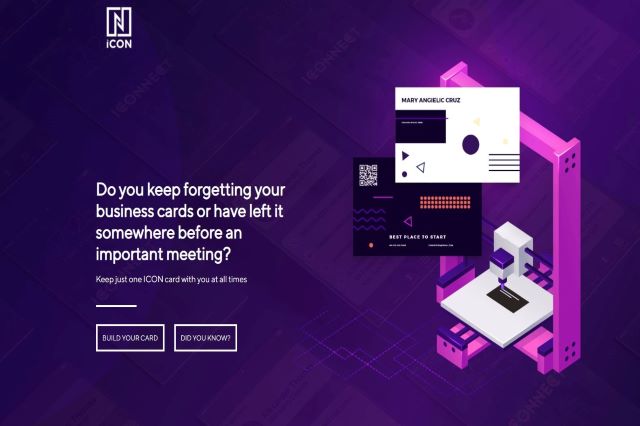 iCON
MARY ANGIELIC CRUZ
Do you keep forgetting your
business cards or have left it
somewhere before an
important meeting?
Keep just one ICON card with you at all times
BUILD YOUR CARD
DID YOU KNOW?
BEST PLACE TO START
ICONNECT
ICONNECT